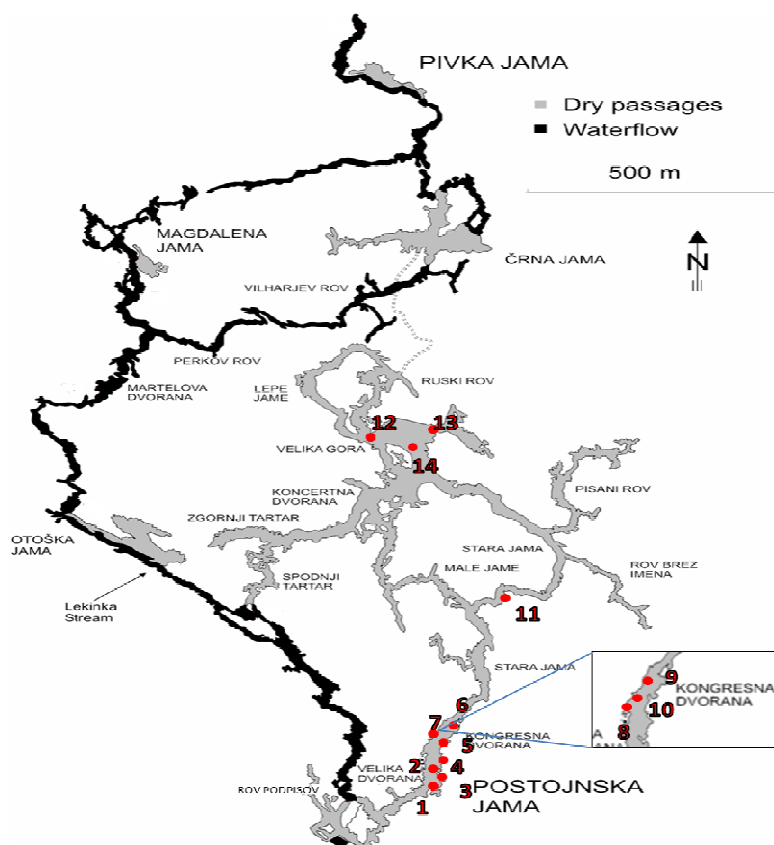 PIVKA JAMA
Dry passages
Waterflow
500 m
N
MAGDALENA
JAMA
ČRNA JAMA
VILHARJEV ROV
PERKOV ROV
MARTELOVA
DVORANA
LEPE
JAME
RUSKI ROV
12
13
VELIKA GORA
14
KONCERTNA
DVORANA
PISANI ROV
ZGORNJI TARTAR
OTOŠKA
JAMA
STARA JAMA
MALE JAME
ROV BREZ
IMENA
SPODNJI
TARTAR
Lekinka
Stream
11
STARA JAMA
9
KONGRESNA
DVORANA
10
8
A
6
7
KONGRESNA
DVORANA
5
2
VELIKA
DVORANA
4
ROV PODPISOV
1
3
POSTOJNSKA
JAMA